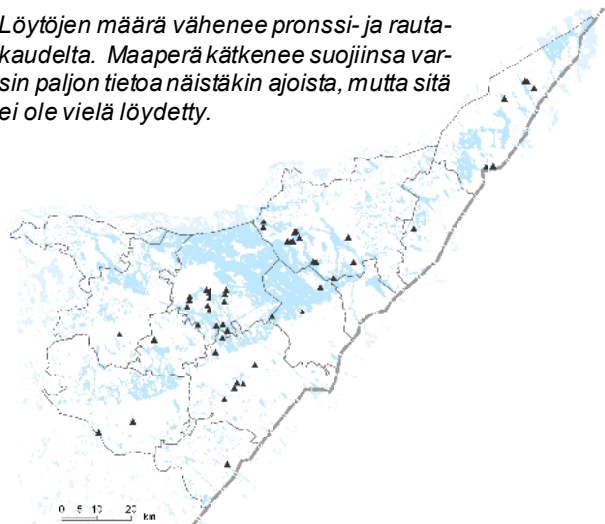 Löytöjen määrä vähenee pronssi- ja rauta-
kaudelta. Maaperä kätkenee suojiinsa var-
sin paljon tietoa näistäkin ajoista, mutta sitä
ei ole vielä löydetty.
0 5 10 20 km